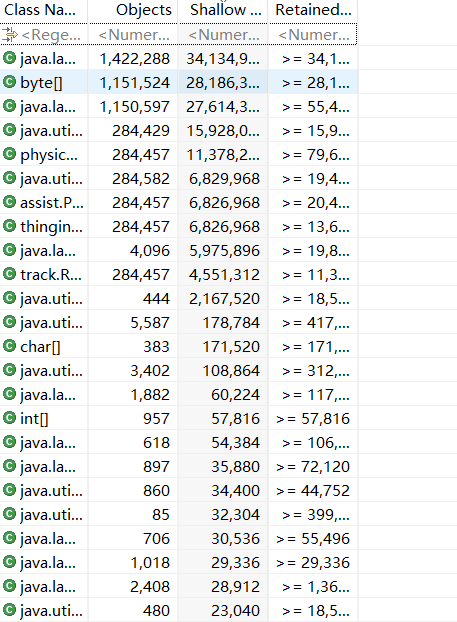 Class Na... Objects Shallow ... Retained...
<Rege... <Numer... <Numer... <Numer...
java.la... 1,422,288 34,134,9... >= 34,1...
byte[] 1,151,524 28,186,3... >= 28,1...
java.la... 1,150,597 27,614,3... >= 55,4...
java.uti... 284,429 15,928,0... >= 15,9...
physic... 284,457 11,378,2... >= 79,6...
java.uti... 284,582 6,829,968 >= 19,4...
assist.P... 284,457 6,826,968 >= 20,4...
thingin... 284,457 6,826,968 >= 13,6...
java.la... 4,096 5,975,896 >= 19,8...
track.R... 284,457 4,551,312 >= 11,3...
java.uti... 444 2,167,520 >= 18,5...
java.uti... 5,587 178,784 >= 417,...
char[] 383 171,520 >= 171,...
java.uti... 3,402 108,864 >= 312,...
java.la... 1,882 60,224 >= 117,...
int[] 957 57,816 >= 57,816
java.la... 618 54,384 >= 106,...
java.la... 897 35,880 >= 72,120
java.uti... 860 34,400 >= 44,752
java.uti... 85 32,304 >= 399,...
java.la... 706 30,536 >= 55,496
java.la... 1,018 29,336 >= 29,336
java.la... 2,408 28,912 >= 1,36...
java.uti... 480 23,040 >= 18,5...